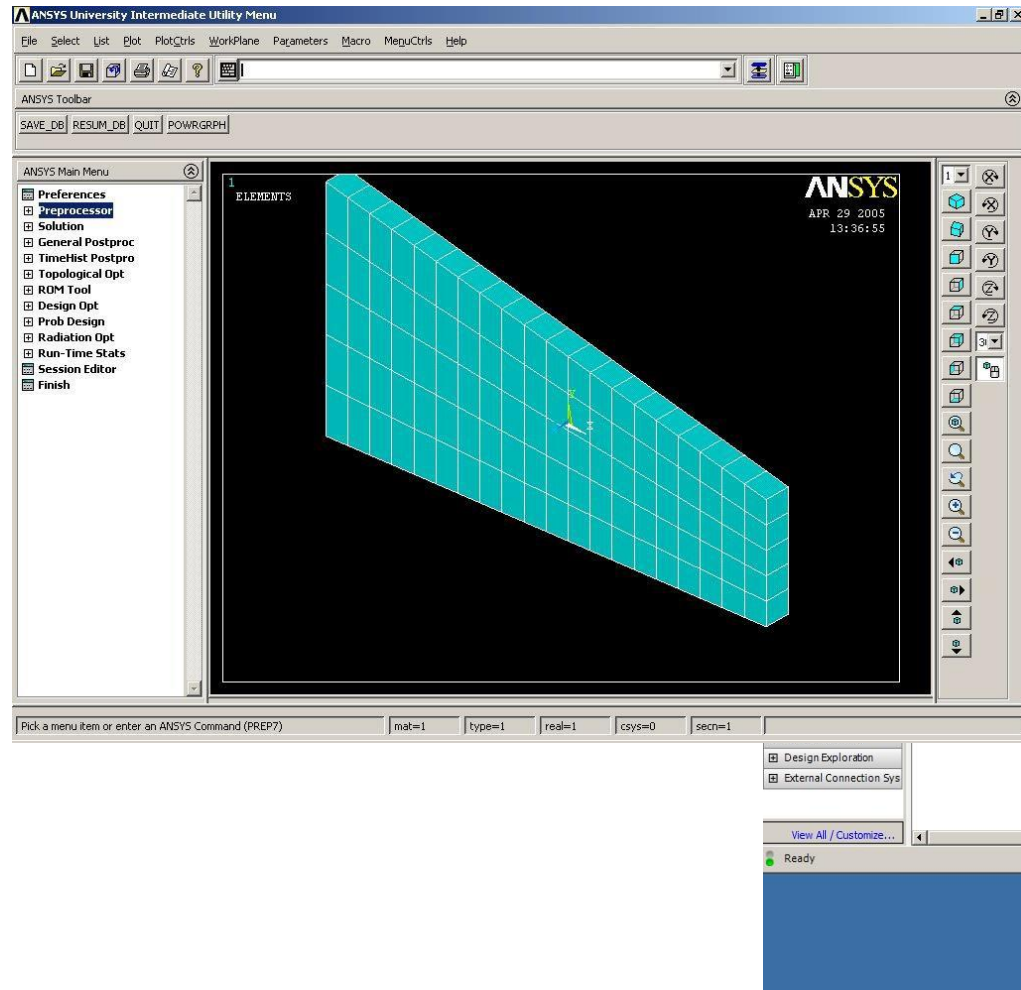 ANSYS University Intermediate Utility Menu
File Select List Plot PlotCtrls WorkPlane Parameters Macro MenuCtrls Help
ANSYS Toolbar
SAVE_DB RESUM_DB QUIT POWRGRPH
ANSYS Main Menu
Preferences
Preprocessor
Solution
General Postproc
TimeHist Postpro
Topological Opt
ROM Tool
Design Opt
Prob Design
Radiation Opt
Run-Time Stats
Session Editor
Finish
1
ELEMENTS
ANSYS
APR 29 2005
13:36:55
Y
Z
1
Pick a menu item or enter an ANSYS Command (PREP7) mat=1 type=1 real=1 csys=0 secn=1
Design Exploration
External Connection Sys
View All / Customize...
Ready